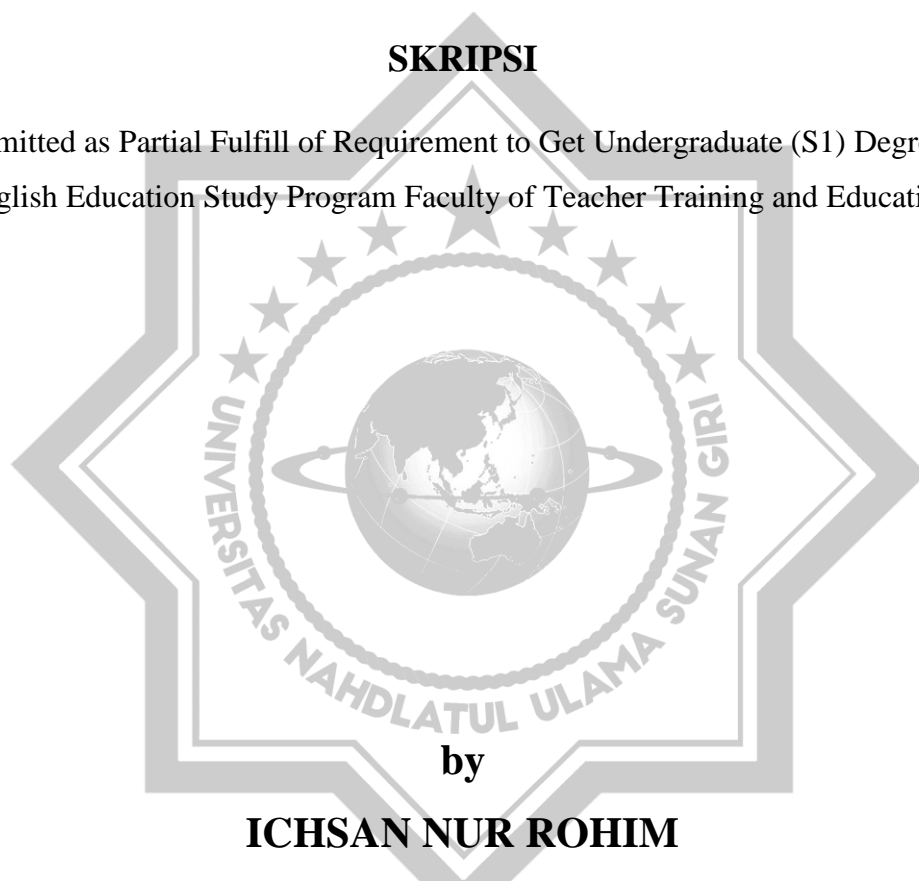 SKRIPSI
mitted as Partial Fulfill of Requirement to Get Undergraduate (S1) Degre
glish Education Study Program Faculty of Teacher Training and Educati
UNIVERSITAS NAHDLATUL ULAMA SUNAN GIRI
by
ICHSAN NUR ROHIM